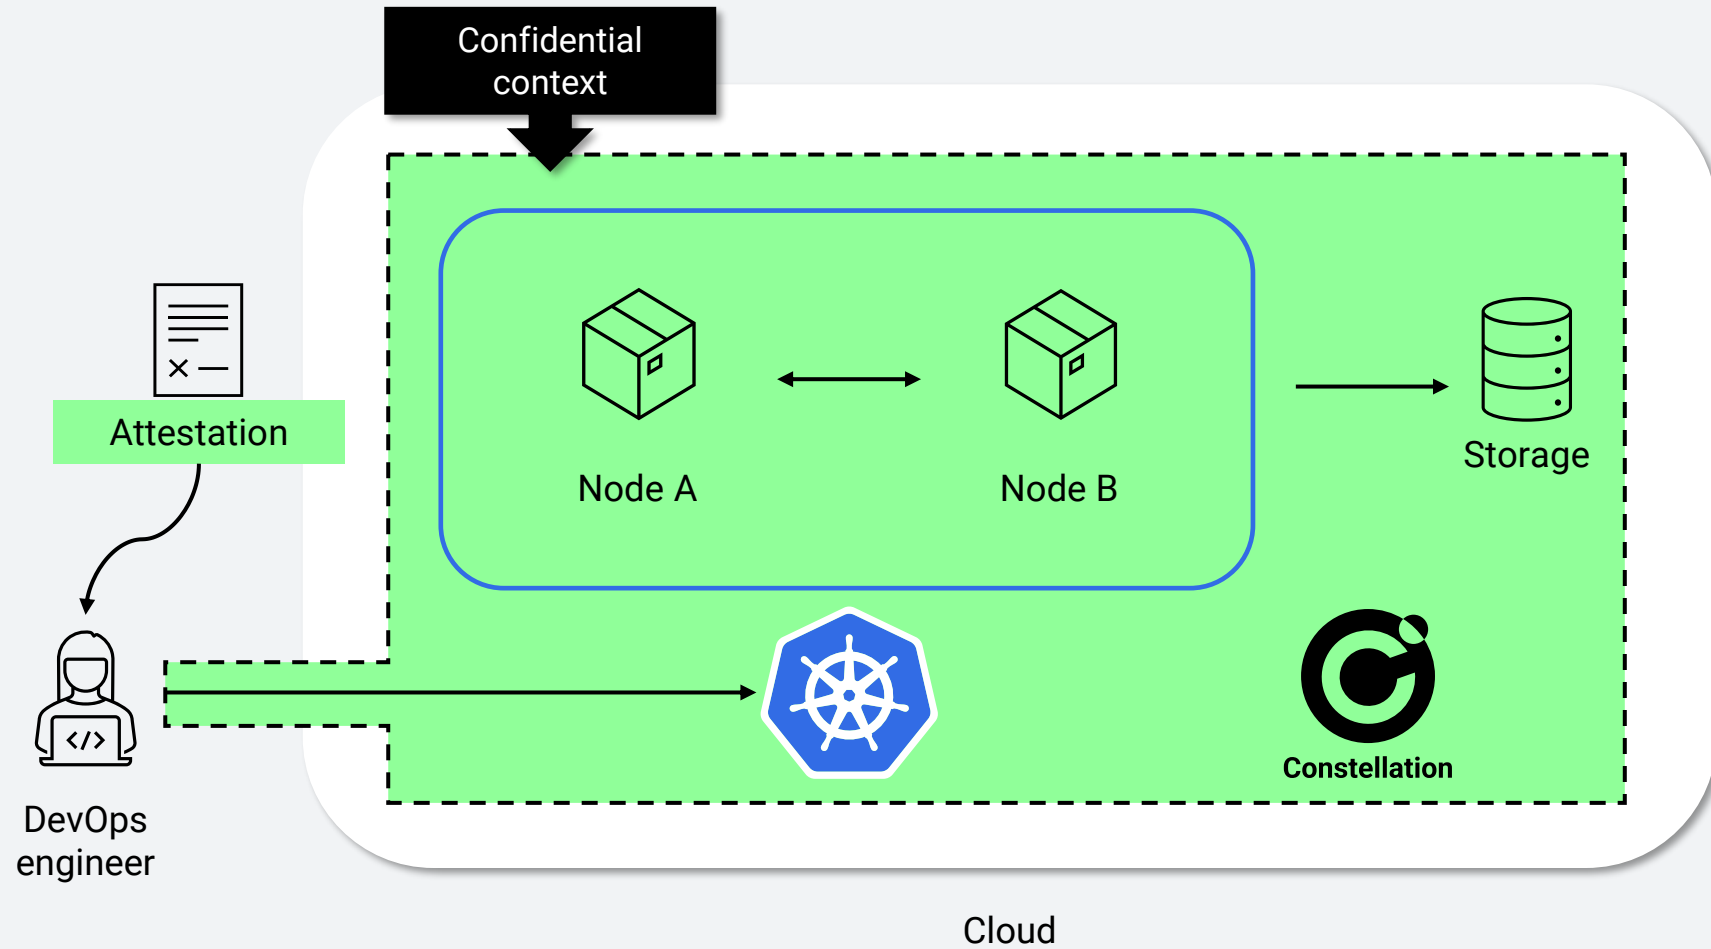 Confidential
context
Attestation
Node A
Node B
Storage
</>
Constellation
DevOps
engineer
Cloud